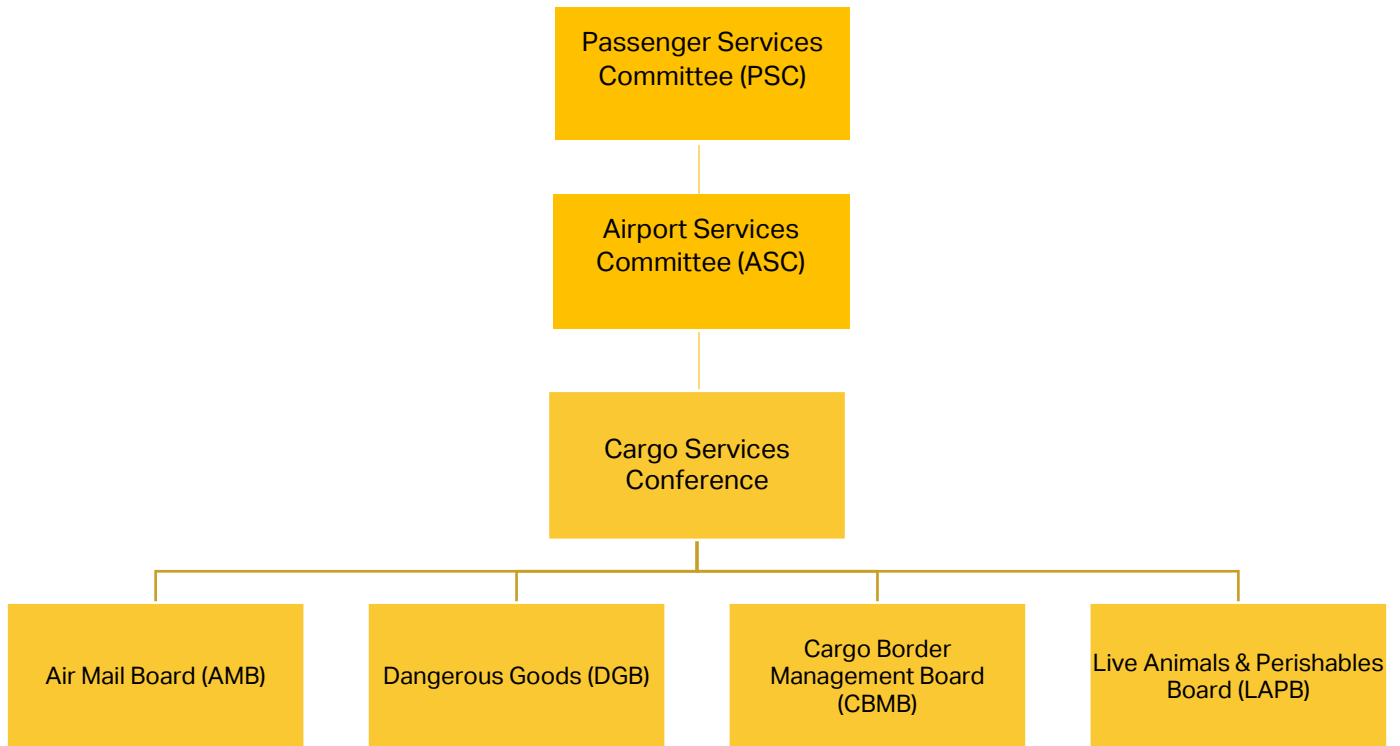 Passenger Services
Committee (PSC)
Airport Services
Committee (ASC)
Cargo Services
Conference
Air Mail Board (AMB)
Dangerous Goods (DGB)
Cargo Border
Management Board
(CBMB)
Live Animals & Perishables
Board (LAPB)